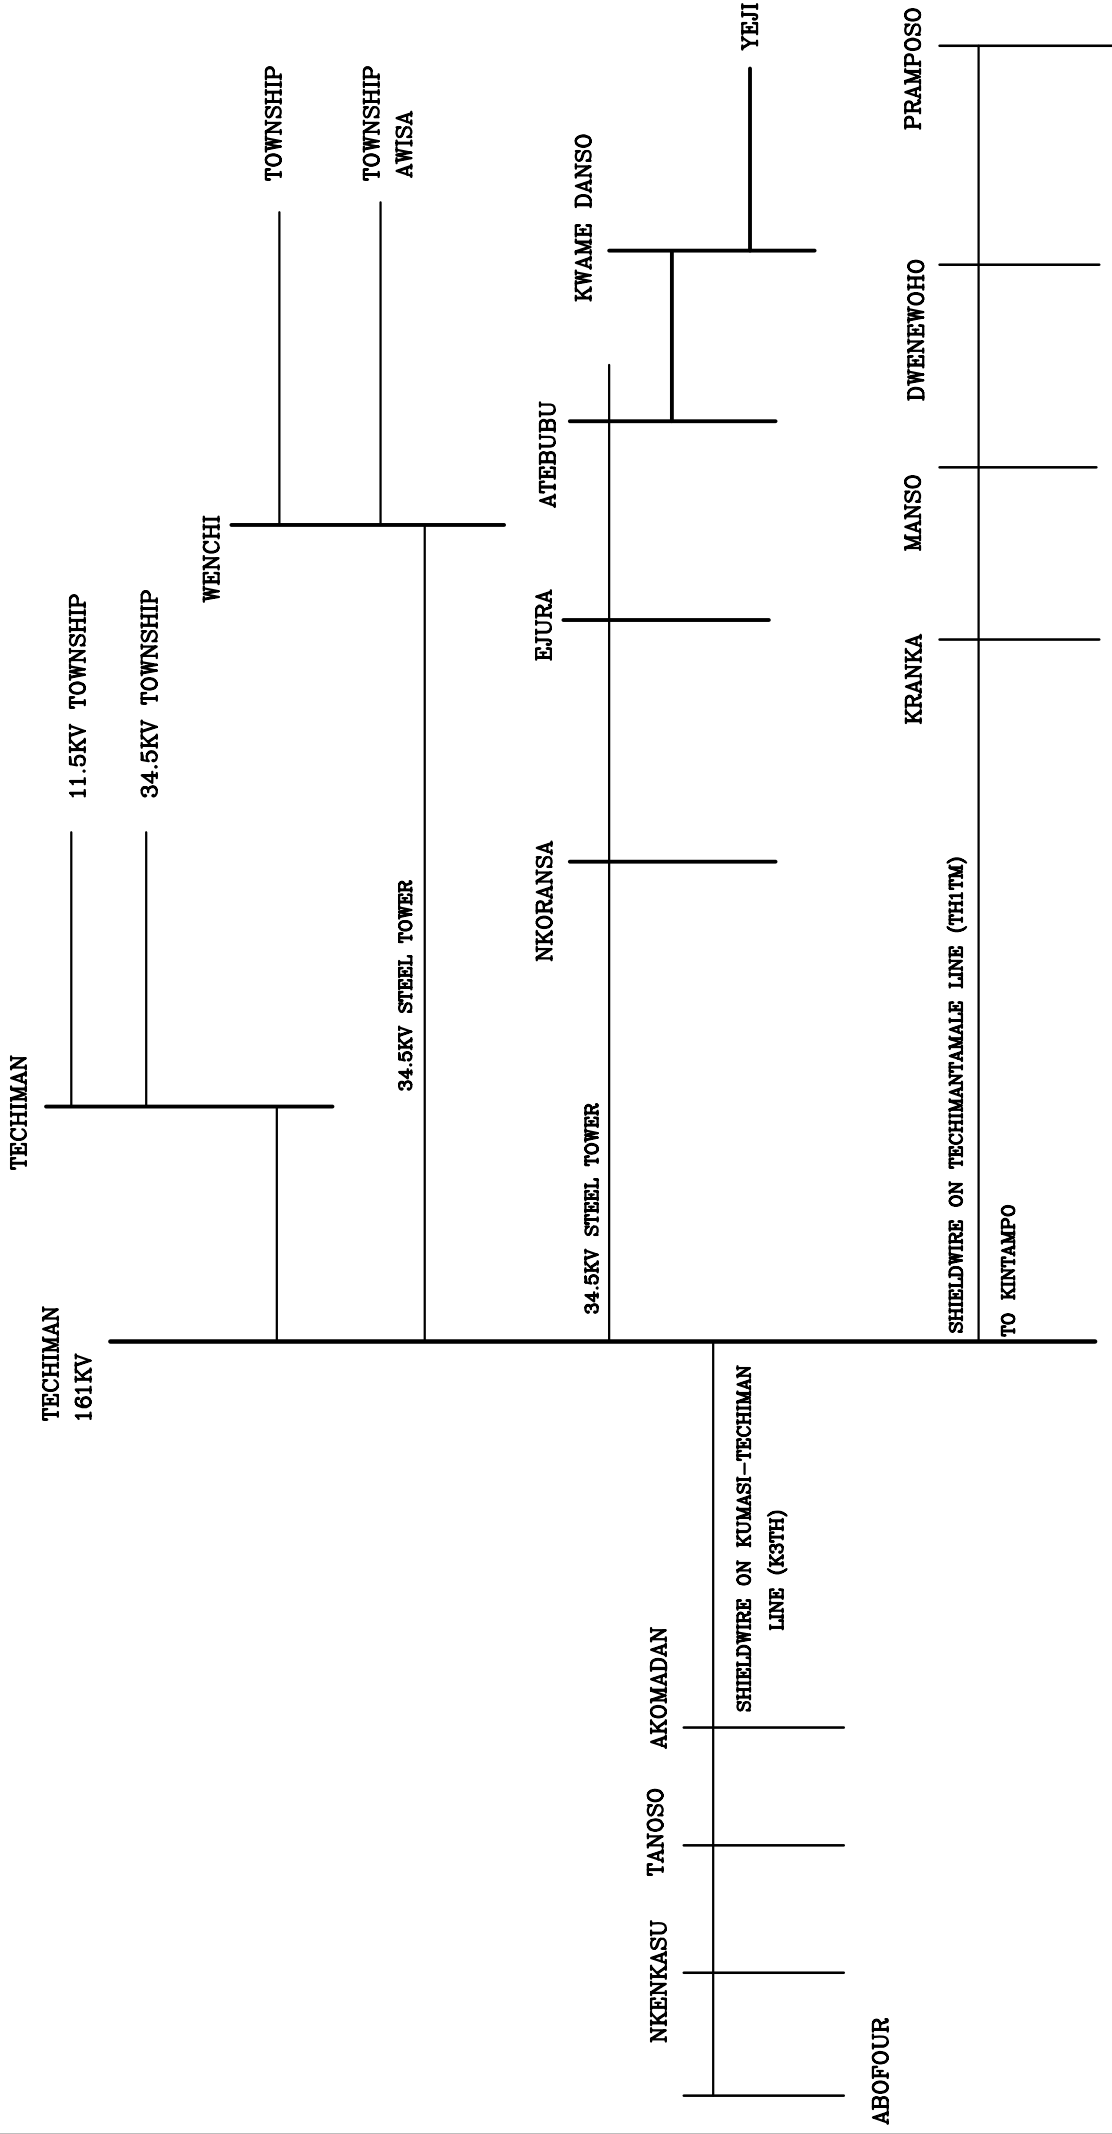 TECHIMAN
11.5KV TOWNSHIP
34.5KV TOWNSHIP
TECHIMAN
161KV
WENCHI
TOWNSHIP
TOWNSHIP
AWISA
34.5KV STEEL TOWER
NKORANSA
EJURA
ATEBUBU
KWAME DANSO
YEJI
34.5KV STEEL TOWER
NKENKASU
TANOSO
AKOMADAN
SHIELDWIRE ON KUMASI-TECHIMAN
LINE (K3TH)
ABOFOUR
KRANKA
MANSO
DWENEWOHO
PRAMPOSO
SHIELDWIRE ON TECHIMANTAMALE LINE (TH1TM)
TO KINTAMPO